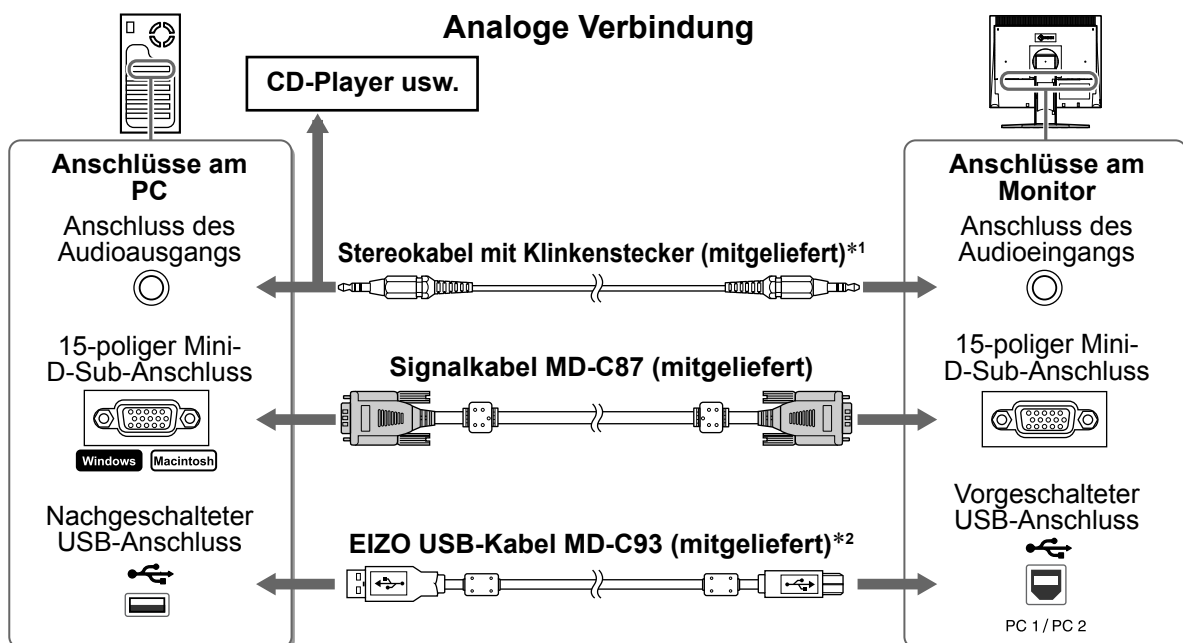 Analoge Verbindung
CD-Player usw.
Anschlüsse am
PC
Anschluss des
Audioausgangs
15-poliger Mini-
D-Sub-Anschluss
Windows Macintosh
Nachgeschalteter
USB-Anschluss
Stereokabel mit Klinkenstecker (mitgeliefert)*1
Signalkabel MD-C87 (mitgeliefert)
EIZO USB-Kabel MD-C93 (mitgeliefert)*2
Anschlüsse am
Monitor
Anschluss des
Audioeingangs
15-poliger Mini-
D-Sub-Anschluss
Vorgeschalteter
USB-Anschluss
PC 1 / PC 2